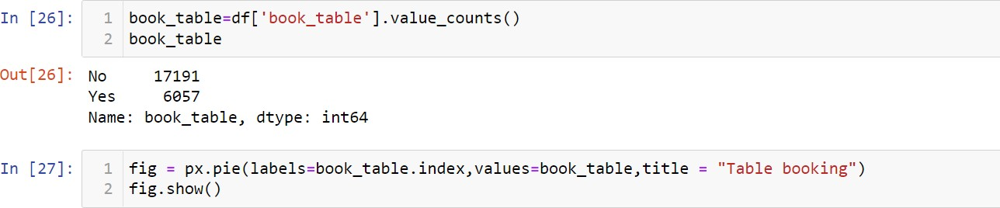 In [26]:
1 book_table=df['book_table'].value_counts()
2 book_table
Out[26]:
No     17191
Yes     6057
Name: book_table, dtype: int64
In [27]:
1 fig = px.pie(labels=book_table.index,values=book_table,title = "Table booking")
2 fig.show()